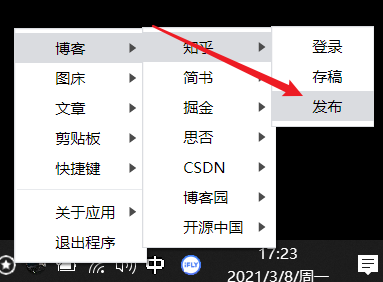 博客
图床
文章
剪贴板
快捷键
关于应用
退出程序
知乎
简书
掘金
思否
CSDN
博客园
开源中国
登录
存稿
发布
中
iFLY
17:23
2021/3/8/周一